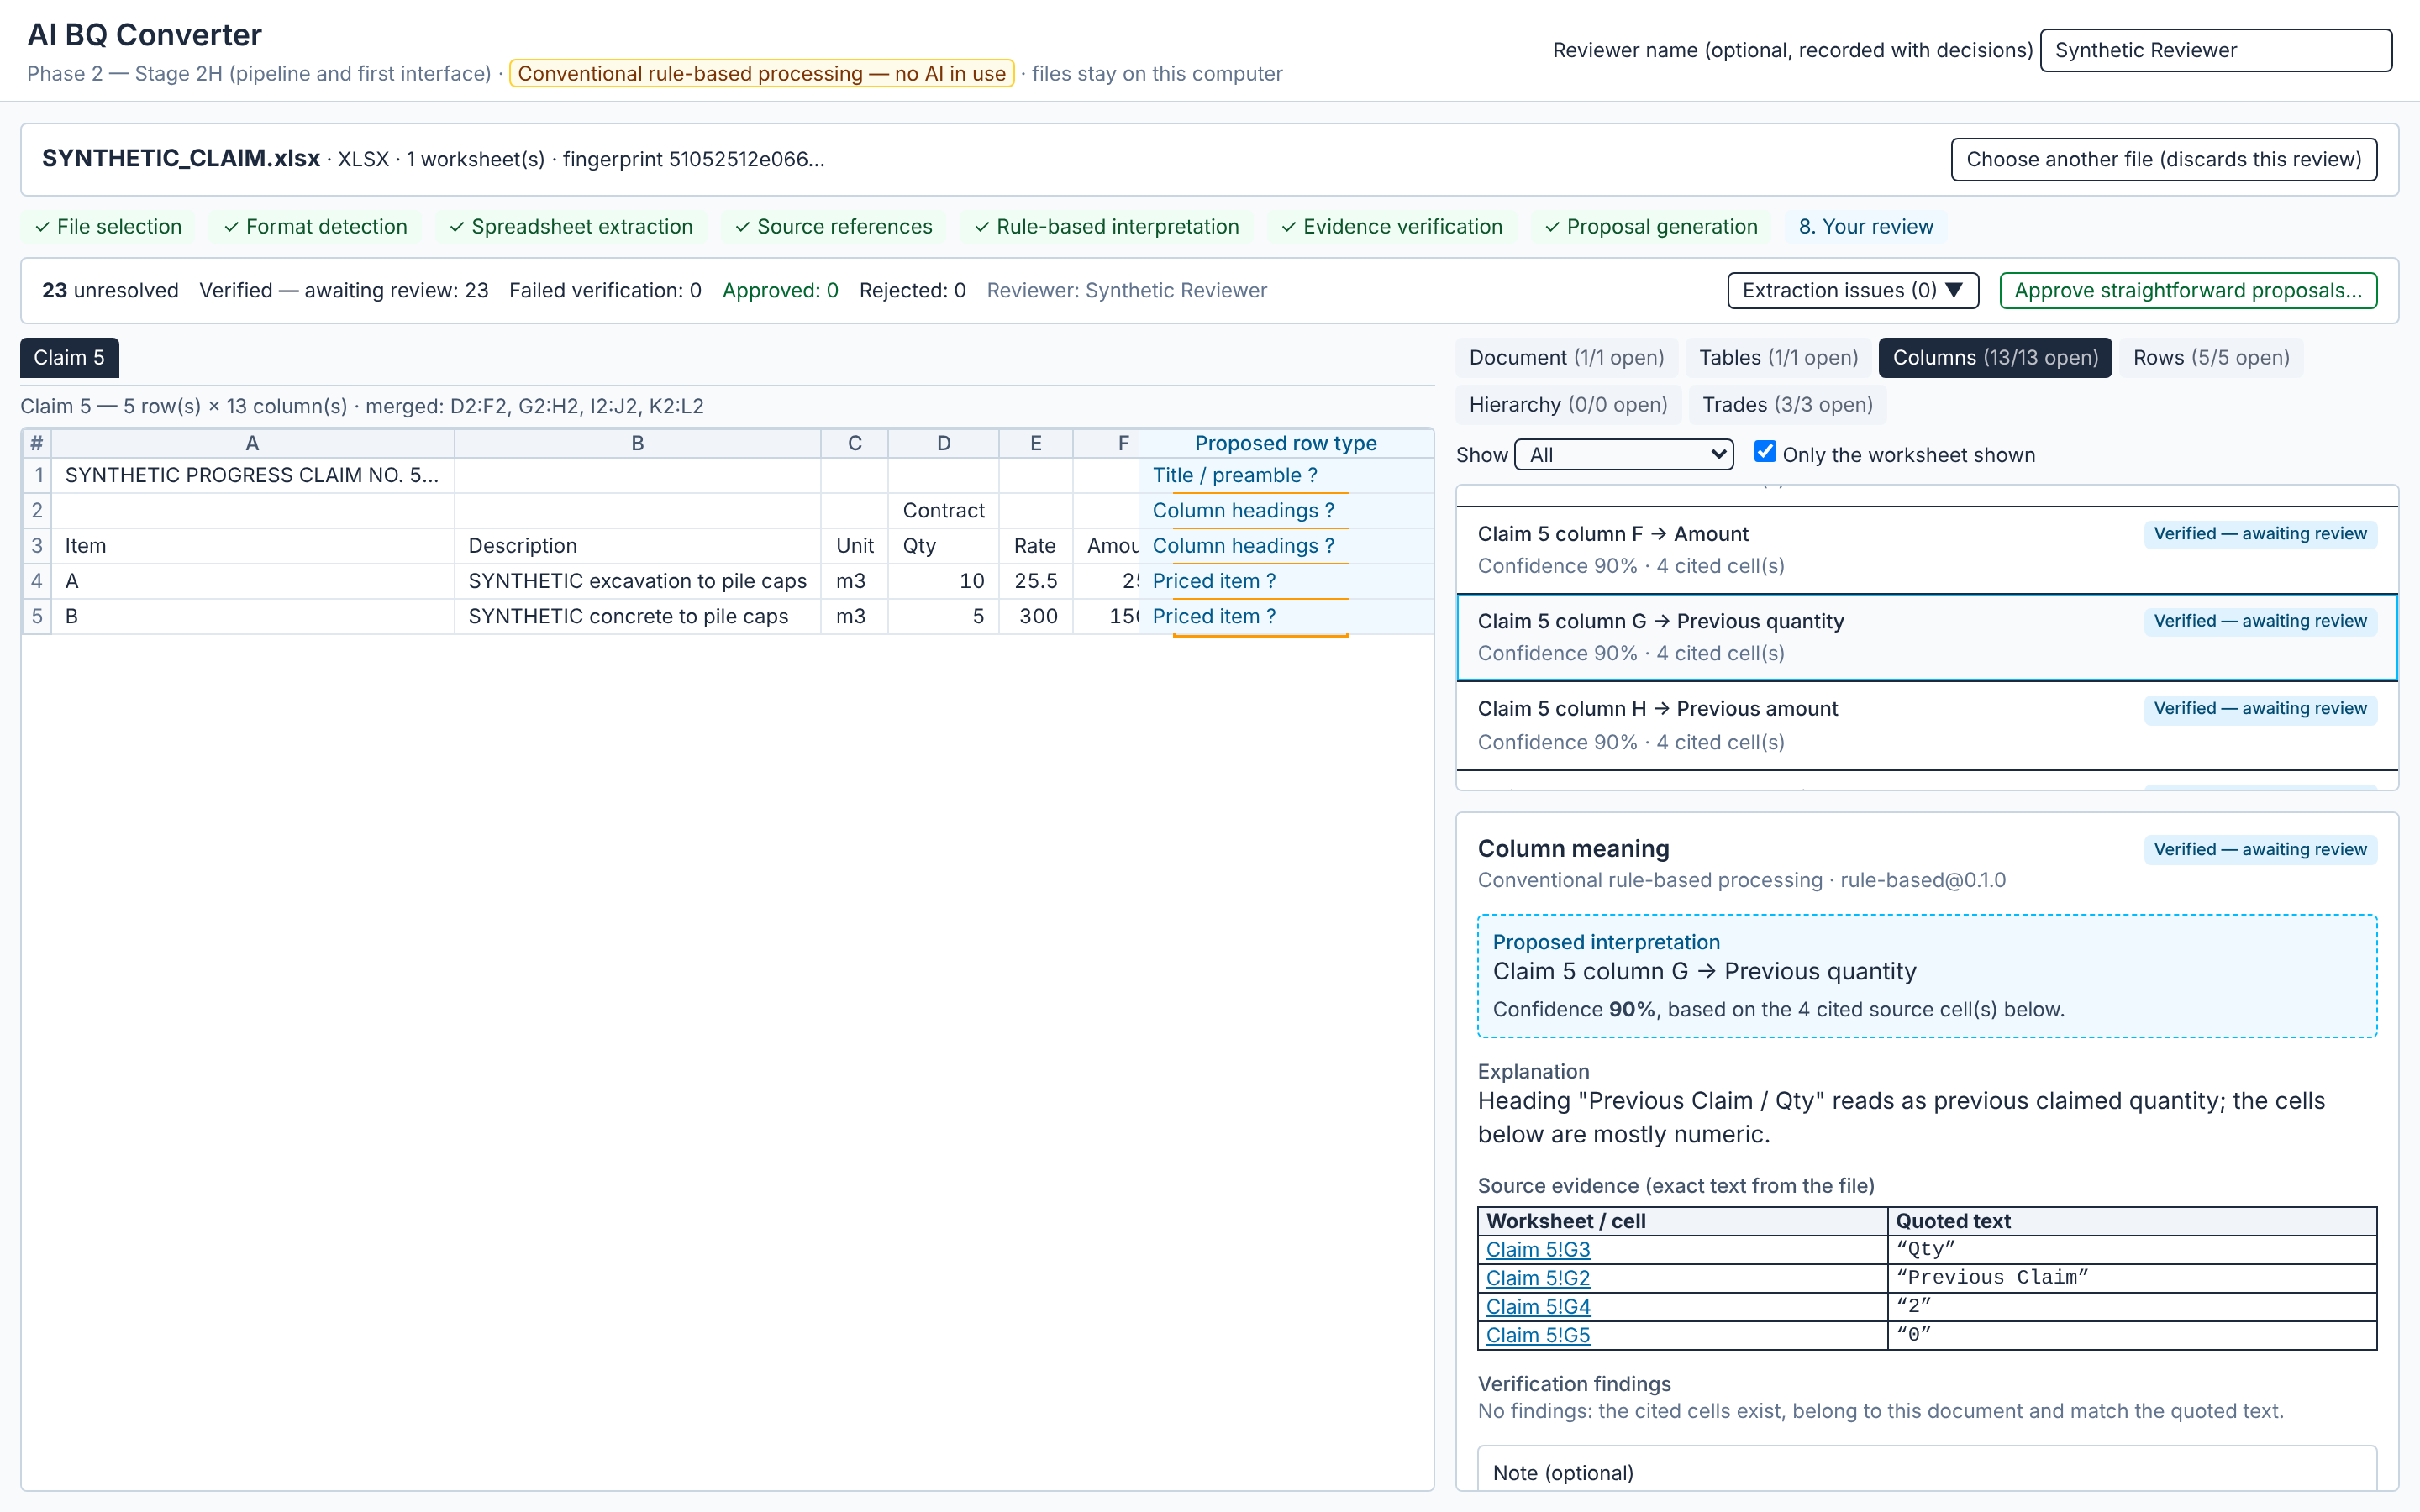 AI BQ Converter
Phase 2 — Stage 2H (pipeline and first interface) · Conventional rule-based processing — no AI in use · files stay on this computer
Reviewer name (optional, recorded with decisions) Synthetic Reviewer
SYNTHETIC_CLAIM.xlsx · XLSX · 1 worksheet(s) · fingerprint 51052512e066…
Choose another file (discards this review)
✓ File selection ✓ Format detection ✓ Spreadsheet extraction ✓ Source references ✓ Rule-based interpretation ✓ Evidence verification ✓ Proposal generation 8. Your review
23 unresolved Verified — awaiting review: 23 Failed verification: 0 Approved: 0 Rejected: 0 Reviewer: Synthetic Reviewer
Extraction issues (0) ▼ Approve straightforward proposals…
Claim 5
Claim 5 — 5 row(s) × 13 column(s) · merged: D2:F2, G2:H2, I2:J2, K2:L2
# A B C D E F Proposed row type
1 SYNTHETIC PROGRESS CLAIM NO. 5… Title / preamble ?
2 Contract Column headings ?
3 Item Description Unit Qty Rate Amou Column headings ?
4 A SYNTHETIC excavation to pile caps m3 10 25.5 25 Priced item ?
5 B SYNTHETIC concrete to pile caps m3 5 300 150 Priced item ?
Document (1/1 open) Tables (1/1 open) Columns (13/13 open) Rows (5/5 open)
Hierarchy (0/0 open) Trades (3/3 open)
Show All Only the worksheet shown
Claim 5 column F → Amount Verified — awaiting review
Confidence 90% · 4 cited cell(s)
Claim 5 column G → Previous quantity Verified — awaiting review
Confidence 90% · 4 cited cell(s)
Claim 5 column H → Previous amount Verified — awaiting review
Confidence 90% · 4 cited cell(s)
Column meaning Verified — awaiting review
Conventional rule-based processing · rule-based@0.1.0
Proposed interpretation
Claim 5 column G → Previous quantity
Confidence 90%, based on the 4 cited source cell(s) below.
Explanation
Heading "Previous Claim / Qty" reads as previous claimed quantity; the cells
below are mostly numeric.
Source evidence (exact text from the file)
Worksheet / cell Quoted text
Claim 5!G3 “Qty”
Claim 5!G2 “Previous Claim”
Claim 5!G4 “2”
Claim 5!G5 “0”
Verification findings
No findings: the cited cells exist, belong to this document and match the quoted text.
Note (optional)